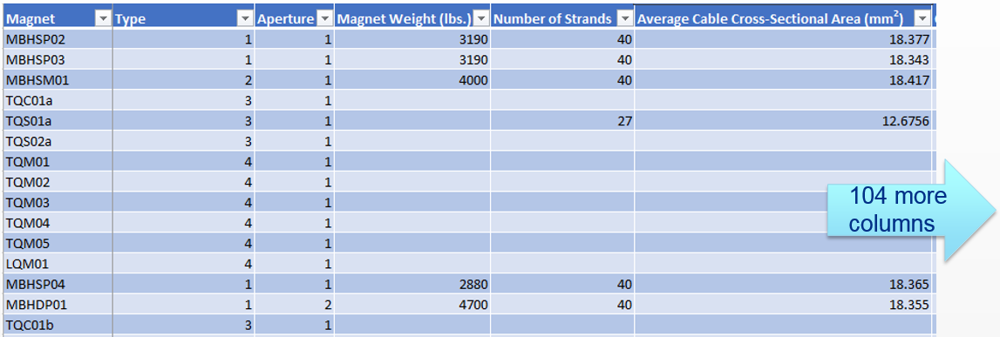 Magnet Type Aperture Magnet Weight (lbs.) Number of Strands Average Cable Cross-Sectional Area (mm²)
MBHSP02 1 1 3190 40 18.377
MBHSP03 1 1 3190 40 18.343
MBHSM01 2 1 4000 40 18.417
TQC01a 3 1
TQS01a 3 1 27 12.6756
TQS02a 3 1
TQM01 4 1
TQM02 4 1
TQM03 4 1
TQM04 4 1
TQM05 4 1
LQM01 4 1
MBHSP04 1 1 2880 40 18.365
MBHDP01 1 2 4700 40 18.355
TQC01b 3 1
104 more
columns